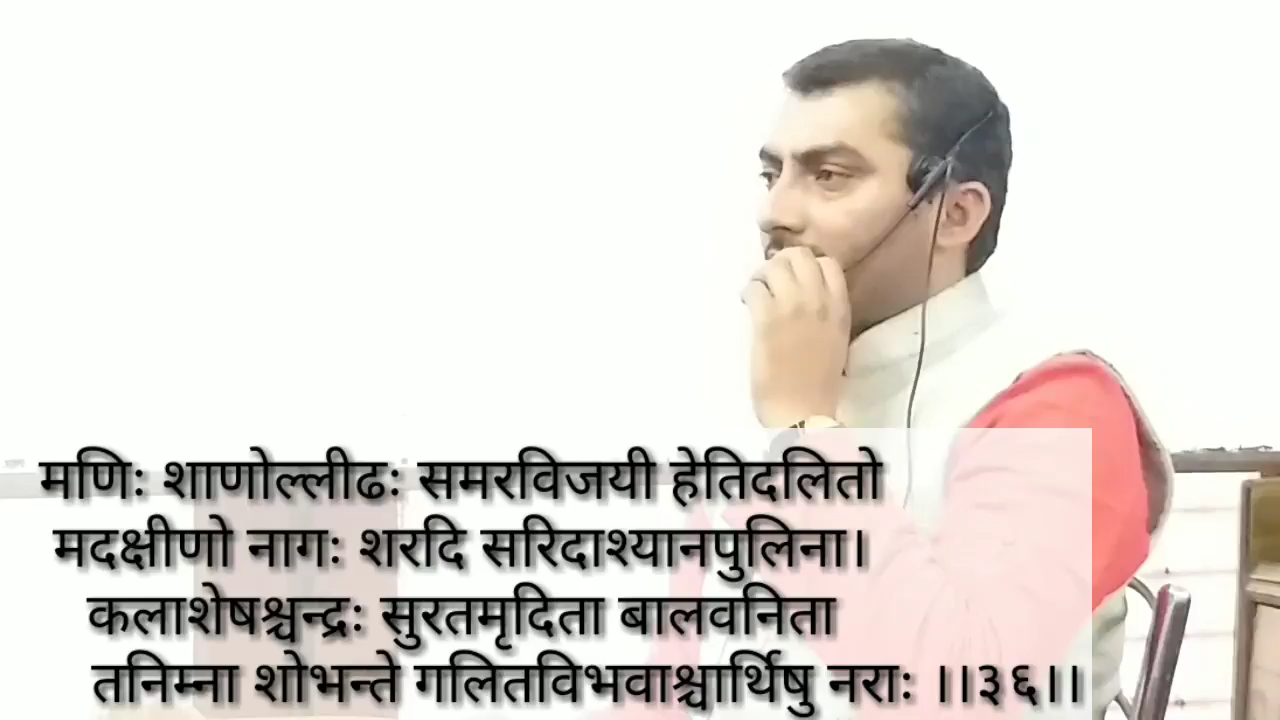 मणिः शाणोल्लीढः समरविजयी हेतिदलितो
मदक्षीणो नागः शरदि सरिदाश्यानपुलिना।
कलाशेषश्चन्द्रः सुरतमृदिता बालवनिता
तनिम्ना शोभन्ते गलितविभवाश्चार्थिषु नराः ।।३६।।